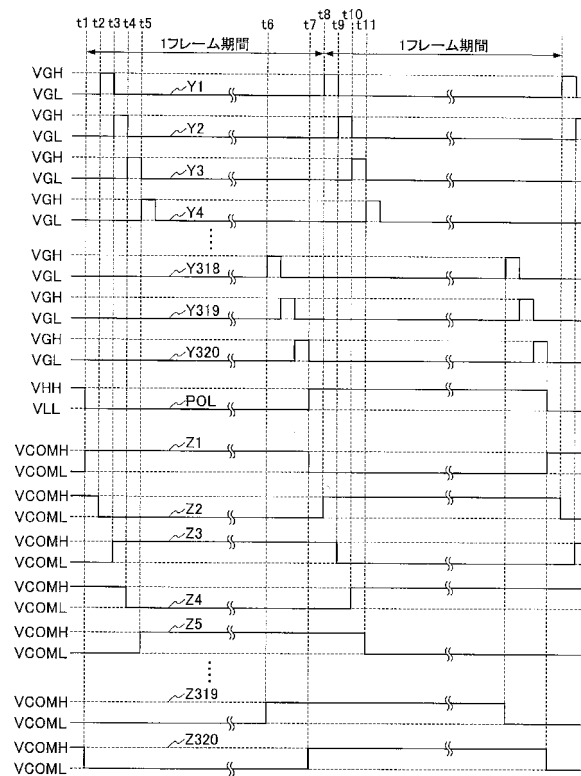 t1 t2 t3 t4 t5 t6 t7 t8 t9 t10 t11
1フレーム期間 1フレーム期間
VGH
VGL Y1
VGH
VGL Y2
VGH
VGL Y3
VGH
VGL Y4
VGH
VGL Y318
VGH
VGL Y319
VGH
VGL Y320
VHH
VLL POL
VCOMH Z1
VCOML
VCOMH
VCOML Z2
VCOMH Z3
VCOML
VCOMH
VCOML Z4
VCOMH Z5
VCOML
VCOMH Z319
VCOML
VCOMH Z320
VCOML